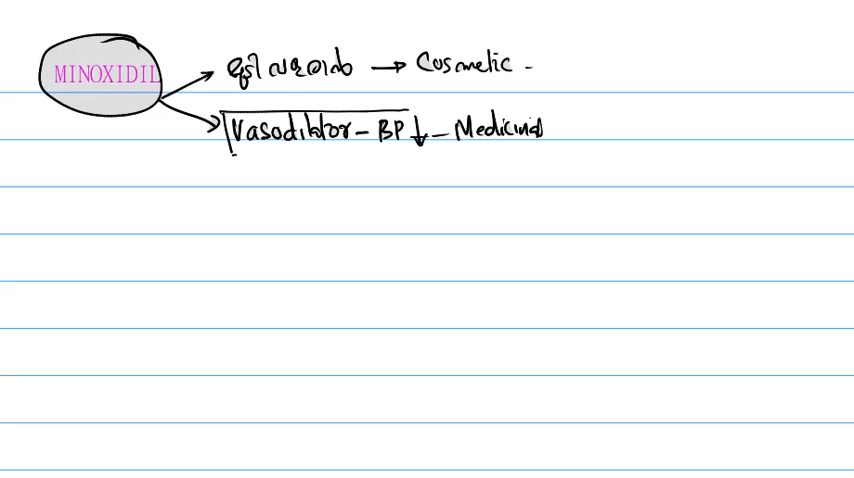 MINOXIDIL
മുടി വളരാൻ → Cosmetic -
Vasodilator - BP ↓ - Medicinal